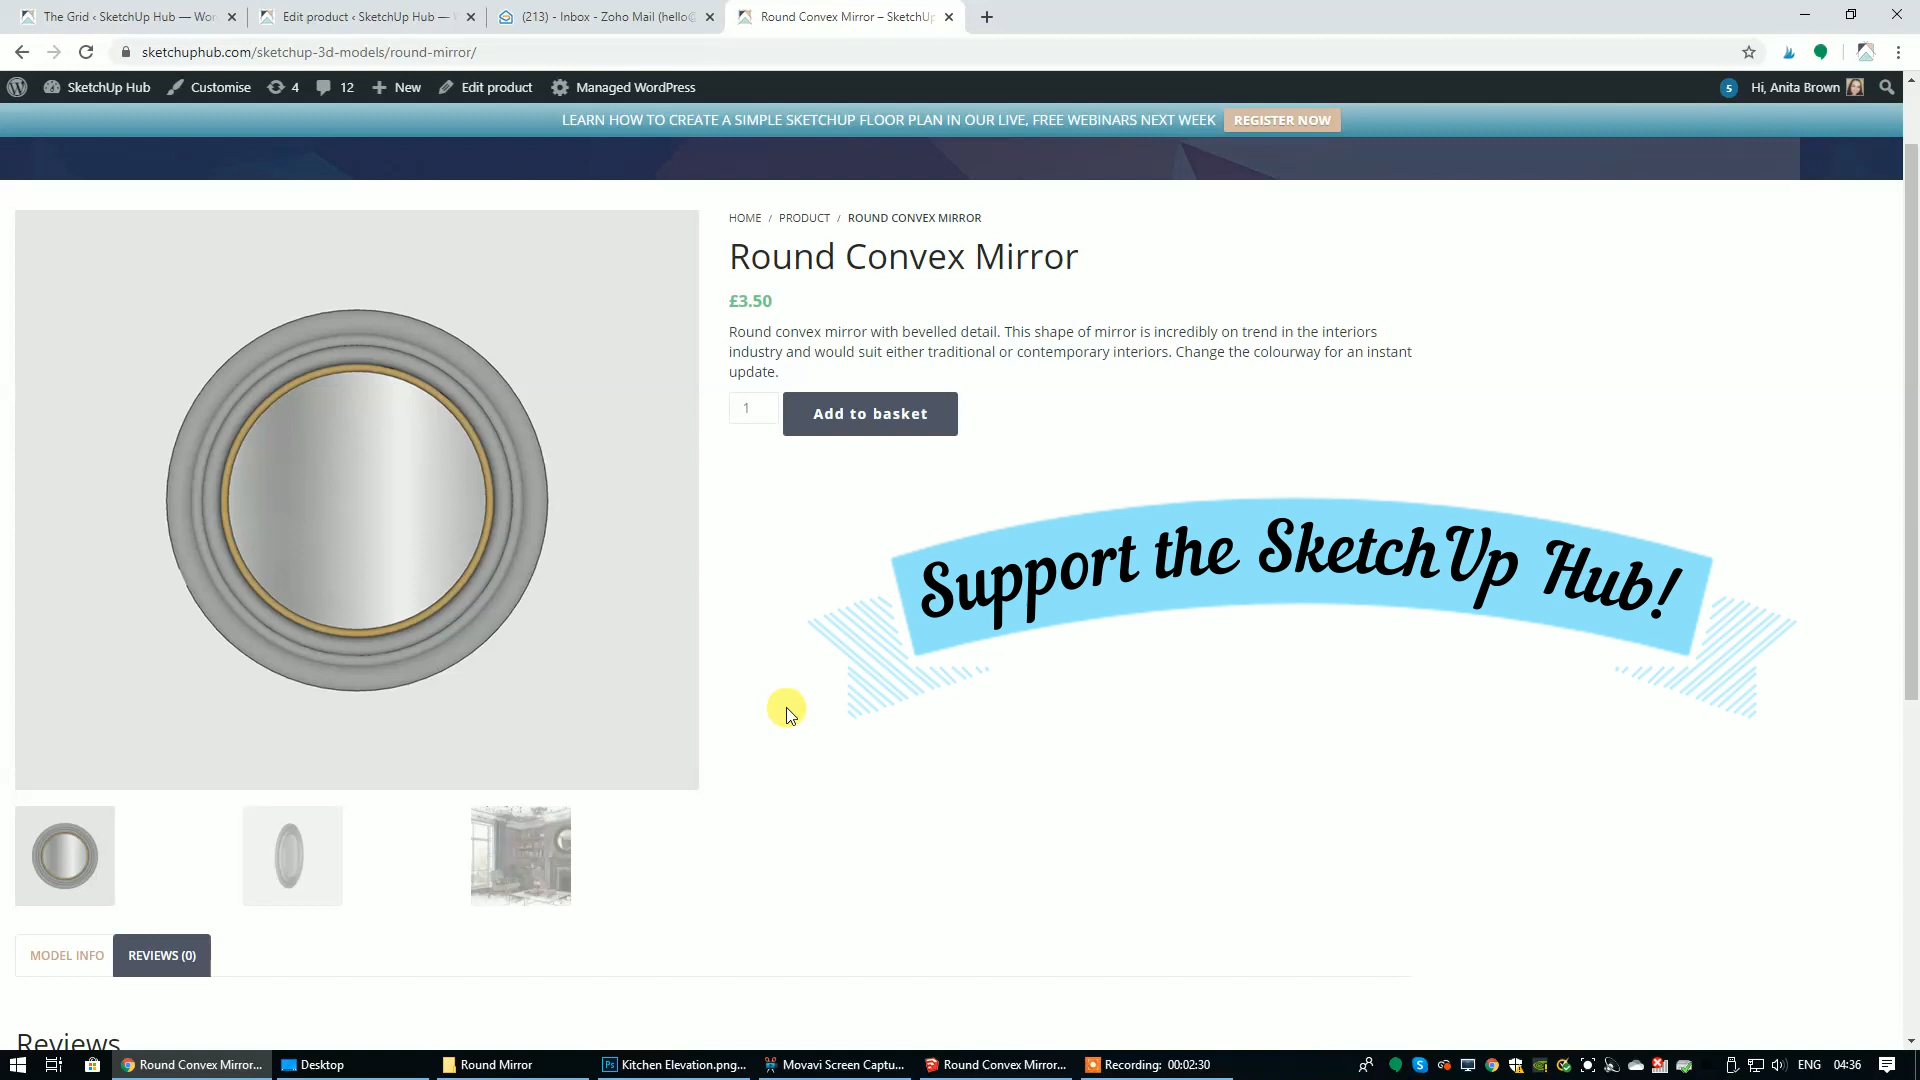 The Grid ‹ SketchUp Hub — Wor
Edit product ‹ SketchUp Hub —
(213) - Inbox - Zoho Mail (hello@
Round Convex Mirror – SketchUp
sketchuphub.com/sketchup-3d-models/round-mirror/
SketchUp Hub
Customise
4
12
New
Edit product
Managed WordPress
5
Hi, Anita Brown
LEARN HOW TO CREATE A SIMPLE SKETCHUP FLOOR PLAN IN OUR LIVE, FREE WEBINARS NEXT WEEK
REGISTER NOW
HOME / PRODUCT / ROUND CONVEX MIRROR
Round Convex Mirror
£3.50
Round convex mirror with bevelled detail. This shape of mirror is incredibly on trend in the interiors
industry and would suit either traditional or contemporary interiors. Change the colourway for an instant
update.
1
Add to basket
Support the SketchUp Hub!
MODEL INFO
REVIEWS (0)
Reviews
Round Convex Mirror...
Desktop
Round Mirror
Ps
Kitchen Elevation.png...
Movavi Screen Captu...
Round Convex Mirror...
Recording: 00:02:30
ENG
04:36